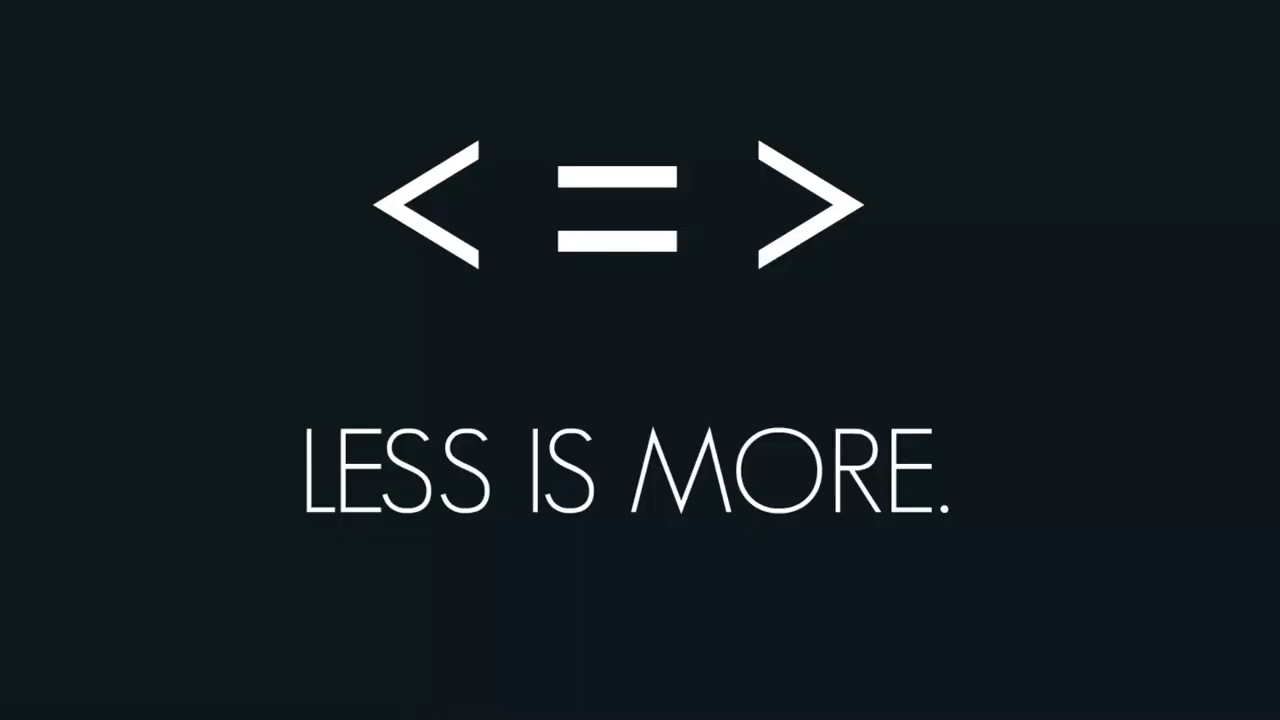 < = >
LESS IS MORE.